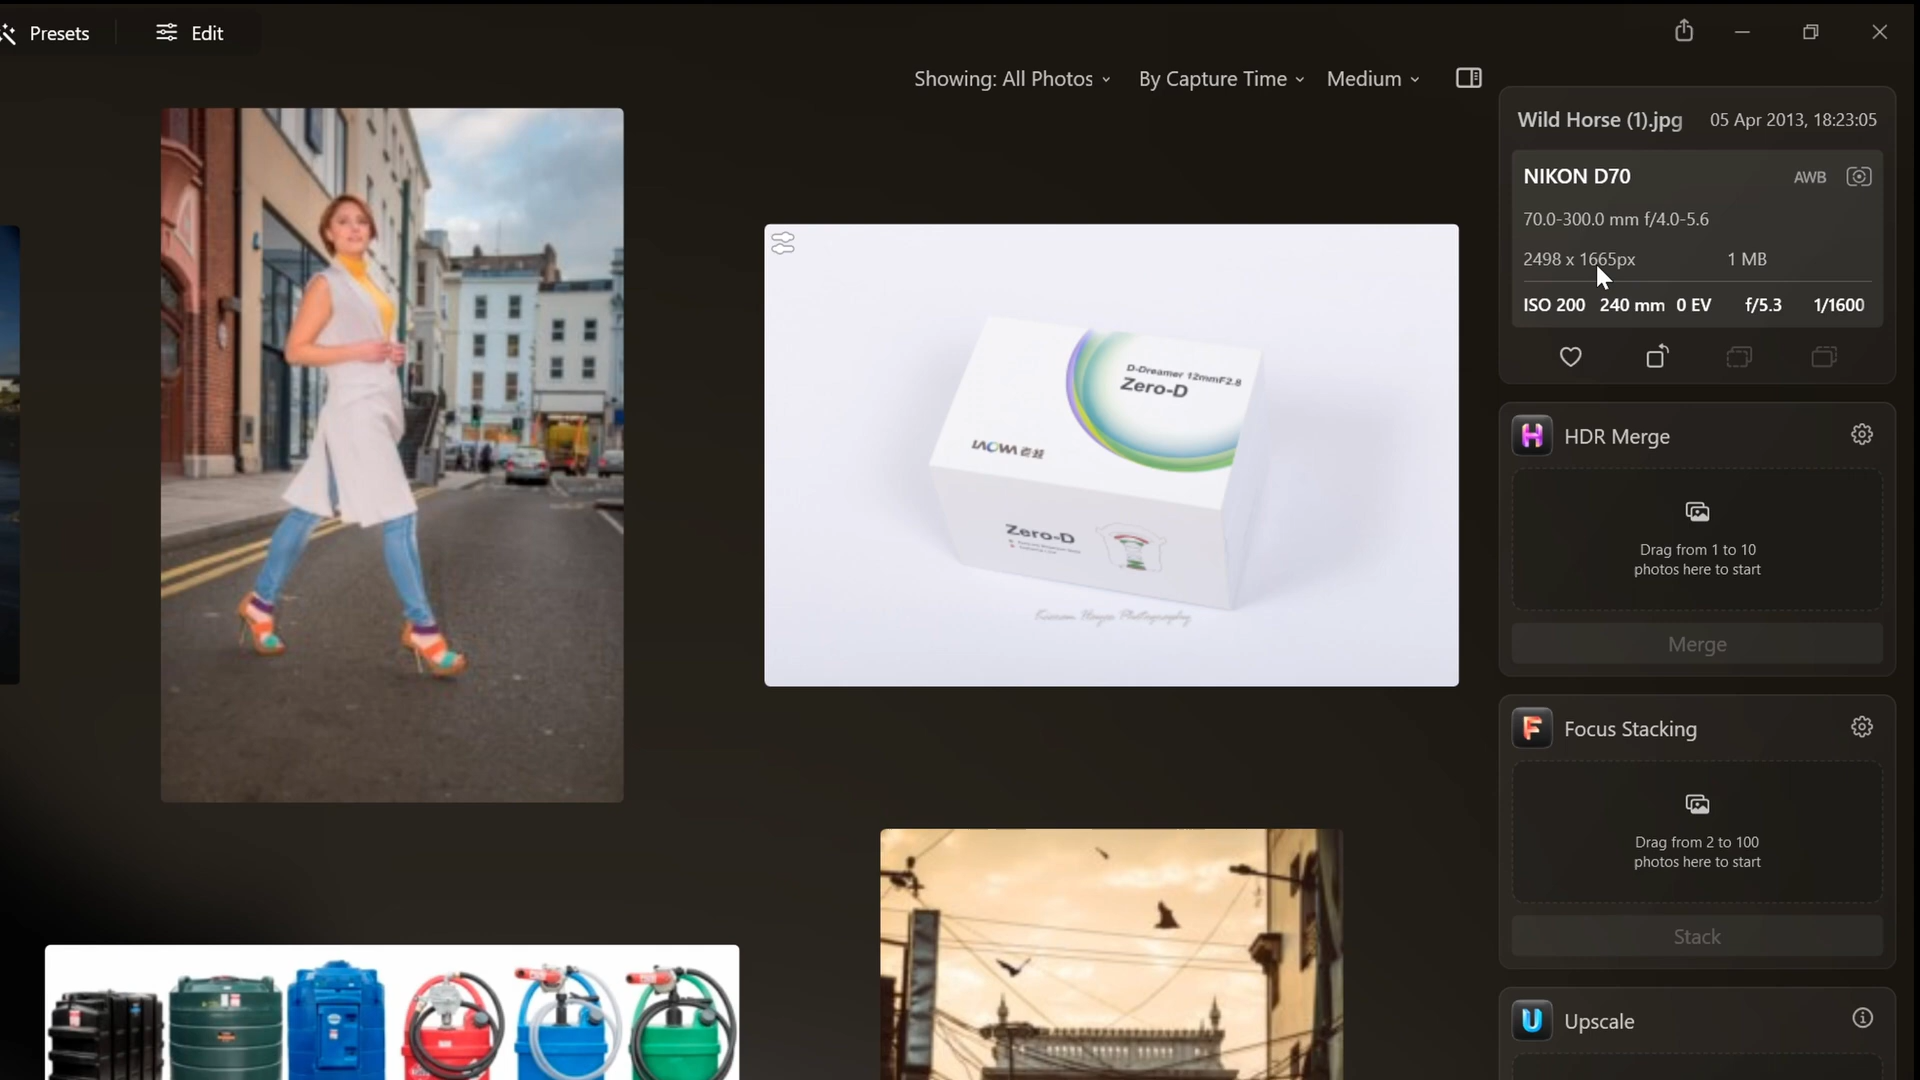 Presets
Edit
Showing: All Photos
By Capture Time
Medium
Wild Horse (1).jpg
05 Apr 2013, 18:23:05
NIKON D70
AWB
70.0-300.0 mm f/4.0-5.6
2498 x 1665px
1 MB
ISO 200
240 mm
0 EV
f/5.3
1/1600
D-Dreamer 12mmF2.8
Zero-D
LAOWA 老蛙
Zero-D
HDR Merge
Drag from 1 to 10
photos here to start
Merge
Focus Stacking
Drag from 2 to 100
photos here to start
Stack
U
Upscale